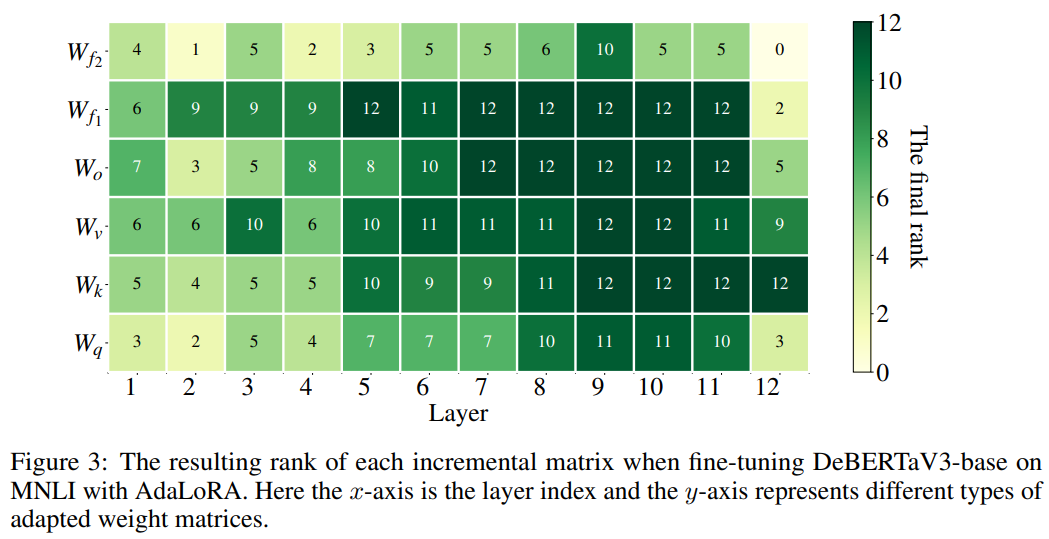 W_{f_2} 4 1 5 2 3 5 5 6 10 5 5 0
W_{f_1} 6 9 9 9 12 11 12 12 12 12 12 2
W_o 7 3 5 8 8 10 12 12 12 12 12 5
W_v 6 6 10 6 10 11 11 11 12 12 11 9
W_k 5 4 5 5 10 9 9 11 12 12 12 12
W_q 3 2 5 4 7 7 7 10 11 11 10 3
1 2 3 4 5 6 7 8 9 10 11 12
Layer
12
10
8
6
4
2
0
The final rank
Figure 3: The resulting rank of each incremental matrix when fine-tuning DeBERTaV3-base on
MNLI with AdaLoRA. Here the x-axis is the layer index and the y-axis represents different types of
adapted weight matrices.